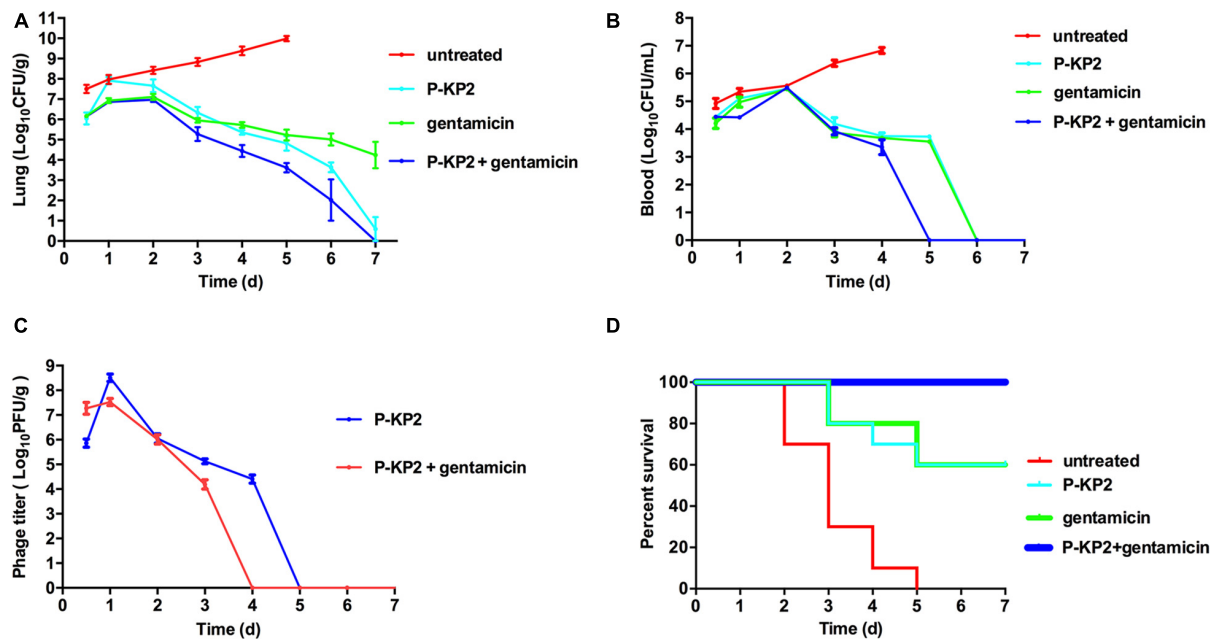 A
Lung (Log10CFU/g)
11
10
9
8
7
6
5
4
3
2
1
0
0 1 2 3 4 5 6 7
Time (d)
untreated
P-KP2
gentamicin
P-KP2 + gentamicin
B
Blood (Log10CFU/mL)
8
7
6
5
4
3
2
1
0
0 1 2 3 4 5 6 7
Time (d)
untreated
P-KP2
gentamicin
P-KP2 + gentamicin
C
Phage titer ( Log10PFU/g)
9
8
7
6
5
4
3
2
1
0
0 1 2 3 4 5 6 7
Time (d)
P-KP2
P-KP2 + gentamicin
D
Percent survival
100
80
60
40
20
0
0 1 2 3 4 5 6 7
Time (d)
untreated
P-KP2
gentamicin
P-KP2+gentamicin